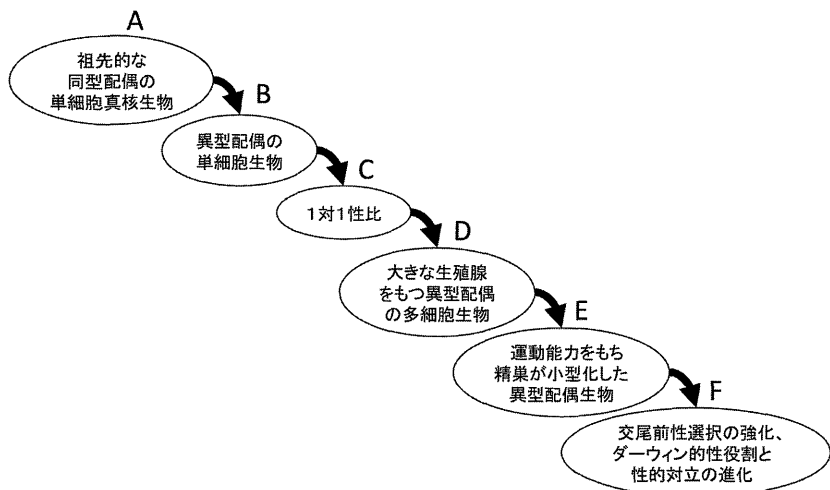 A
祖先的な
同型配偶の
単細胞真核生物
B
異型配偶の
単細胞生物
C
1対1性比
D
大きな生殖腺
をもつ異型配偶
の多細胞生物
E
運動能力をもち
精巣が小型化した
異型配偶生物
F
交尾前性選択の強化、
ダーウィン的性役割と
性的対立の進化